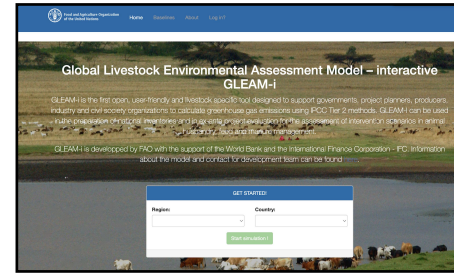 Food and Agriculture Organization
of the United Nations
Home Baselines About Log in?
Global Livestock Environmental Assessment Model – interactive
GLEAM-i
GLEAM-i is the first open, user-friendly and livestock specific tool designed to support governments, project planners, producers,
industry and civil society organizations to calculate greenhouse gas emissions using IPCC Tier 2 methods. GLEAM-i can be used
in the preparation of national inventories and in ex-ante project evaluation for the assessment of intervention scenarios in animal
husbandry, feed and manure management.
GLEAM-i is developped by FAO with the support of the World Bank and the International Finance Corporation - IFC. Information
about the model and contact for development team can be found
GET STARTED!
Region: Country:
Start simulation